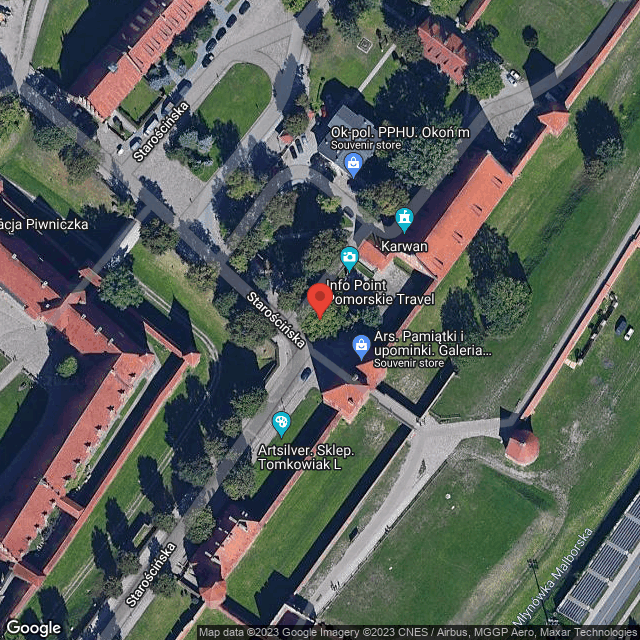 Starościńska
Ok-pol. PPHU. Okoń m
Souvenir store
acja Piwniczka
Karwan
Info Point
Pomorskie Travel
Starościńska
Ars. Pamiątki i
upominki. Galeria...
Souvenir store
Artsilver. Sklep.
Tomkowiak L
Starościńska
Młynówka Malborska
Google
Map data ©2023 Google Imagery ©2023 CNES / Airbus, MGGP Aero, Maxar Technologies